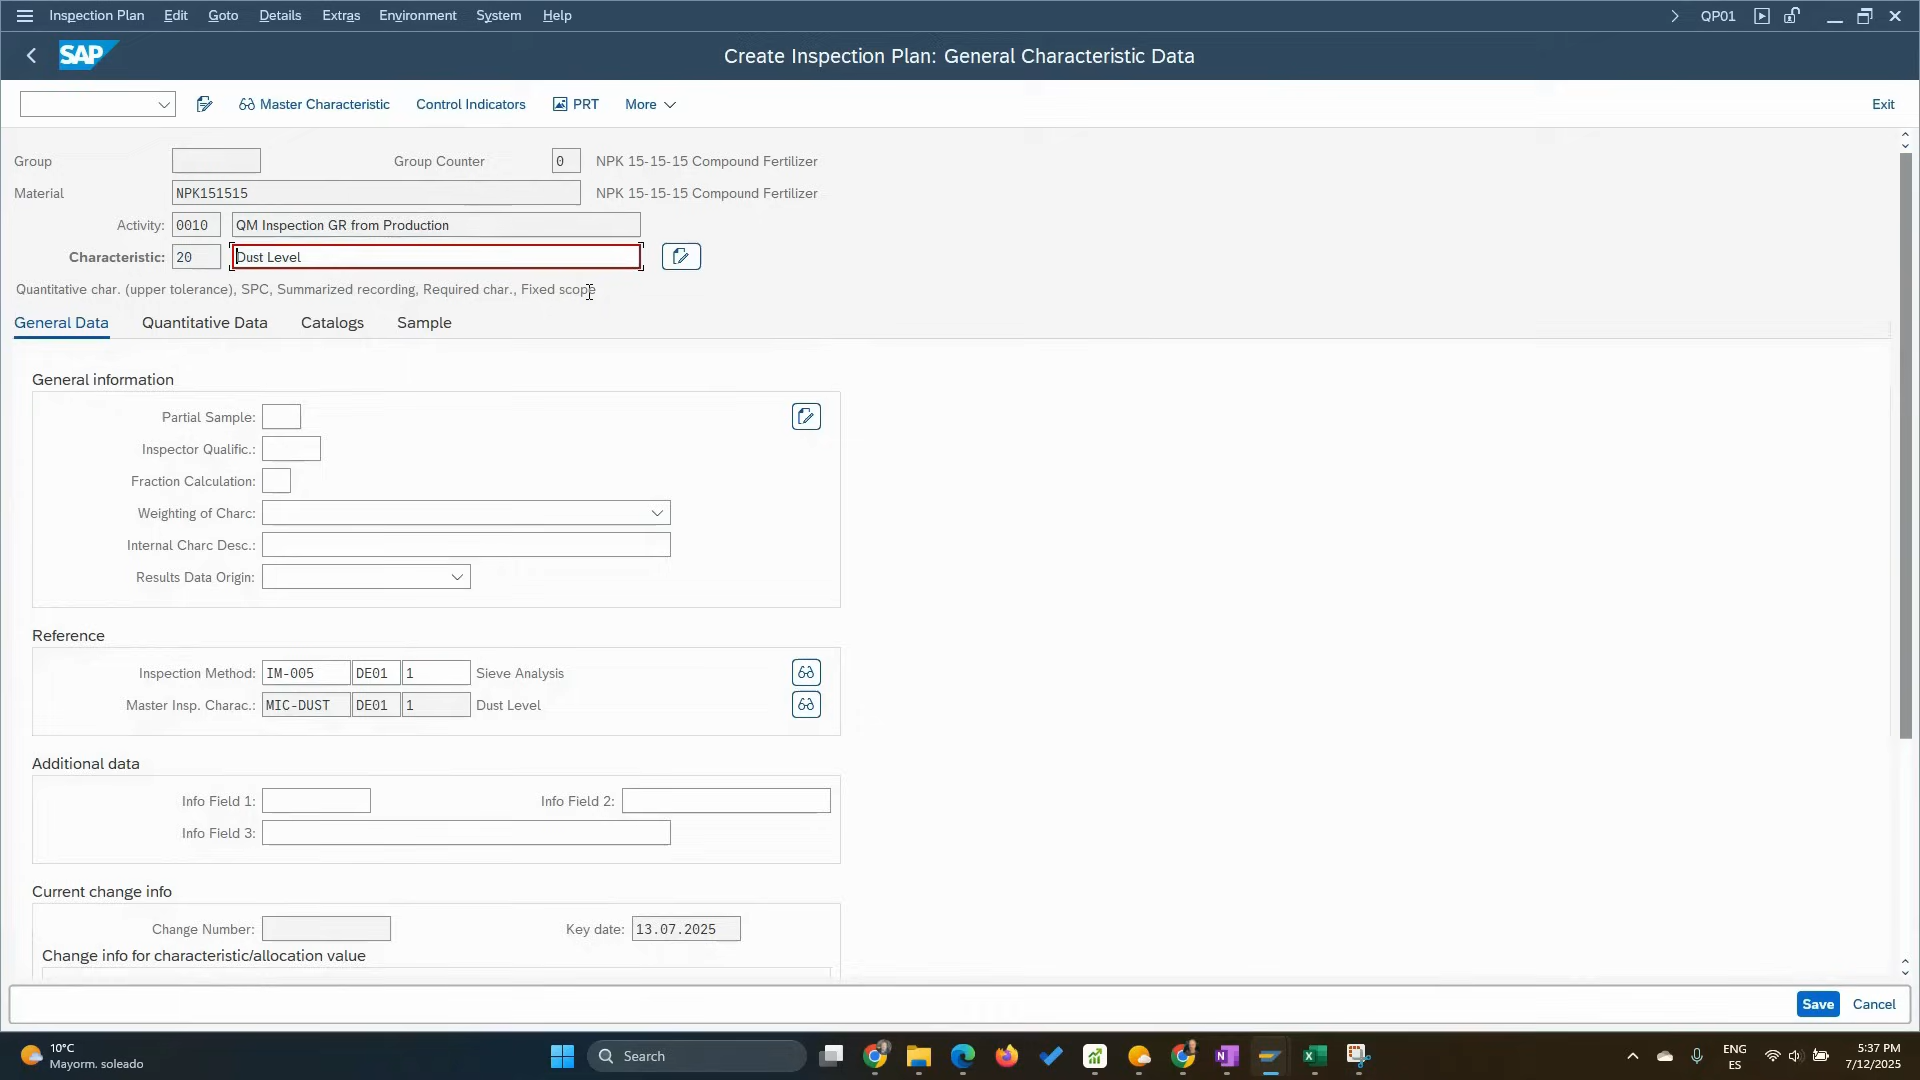 Inspection Plan Edit Goto Details Extras Environment System Help QP01
SAP Create Inspection Plan: General Characteristic Data
Master Characteristic Control Indicators PRT More Exit
Group Group Counter 0 NPK 15-15-15 Compound Fertilizer
Material NPK151515 NPK 15-15-15 Compound Fertilizer
Activity: 0010 QM Inspection GR from Production
Characteristic: 20 Dust Level
Quantitative char. (upper tolerance), SPC, Summarized recording, Required char., Fixed scope
General Data Quantitative Data Catalogs Sample
General information
Partial Sample:
Inspector Qualific.:
Fraction Calculation:
Weighting of Charc:
Internal Charc Desc.:
Results Data Origin:
Reference
Inspection Method: IM-005 DE01 1 Sieve Analysis
Master Insp. Charac.: MIC-DUST DE01 1 Dust Level
Additional data
Info Field 1: Info Field 2:
Info Field 3:
Current change info
Change Number: Key date: 13.07.2025
Change info for characteristic/allocation value
Save Cancel
10°C
Mayorm. soleado
Search
ENG
ES
5:37 PM
7/12/2025